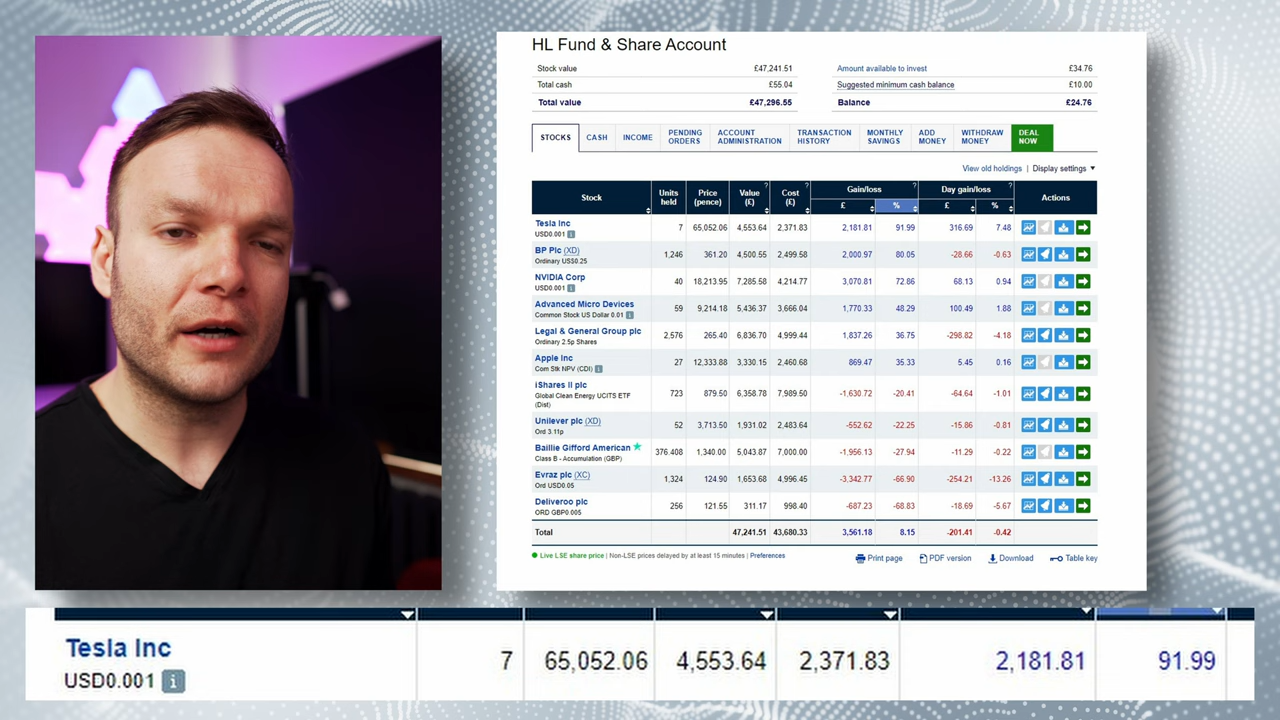 HL Fund & Share Account
Stock value £47,241.51 Amount available to invest £34.76
Total cash £55.04 Suggested minimum cash balance £10.00
Total value £47,296.55 Balance £24.76
STOCKS CASH INCOME PENDING ORDERS ACCOUNT ADMINISTRATION TRANSACTION HISTORY MONTHLY SAVINGS ADD MONEY WITHDRAW MONEY DEAL NOW
View old holdings | Display settings
Stock Units held Price (pence) Value (£) ? Cost (£) ? Gain/loss ? Day gain/loss ? Actions
£ % £ %
Tesla Inc 7 65,052.06 4,553.64 2,371.83 2,181.81 91.99 316.69 7.48
USD0.001 i
BP Plc (XD) 1,246 361.20 4,500.55 2,499.58 2,000.97 80.05 -28.66 -0.63
Ordinary US$0.25
NVIDIA Corp 40 18,213.95 7,285.58 4,214.77 3,070.81 72.86 68.13 0.94
USD0.001 i
Advanced Micro Devices 59 9,214.18 5,436.37 3,666.04 1,770.33 48.29 100.49 1.88
Common Stock US Dollar 0.01 i
Legal & General Group plc 2,576 265.40 6,836.70 4,999.44 1,837.26 36.75 -298.82 -4.18
Ordinary 2.5p Shares
Apple Inc 27 12,333.88 3,330.15 2,460.68 869.47 35.33 5.45 0.16
Com Stk NPV (CDI) i
iShares II plc 723 879.50 6,358.78 7,989.50 -1,630.72 -20.41 -64.64 -1.01
Global Clean Energy UCITS ETF
(Dist)
Unilever plc (XD) 52 3,713.50 1,931.02 2,483.64 -552.62 -22.25 -15.86 -0.81
Ord 3.11p
Baillie Gifford American 376.408 1,340.00 5,043.87 7,000.00 -1,956.13 -27.94 -11.29 -0.22
Class B - Accumulation (GBP)
Evraz plc (XC) 1,324 124.90 1,653.68 4,996.45 -3,342.77 -66.90 -254.21 -13.26
Ord USD0.05
Deliveroo plc 256 121.55 311.17 998.40 -687.23 -68.83 -18.69 -5.67
ORD GBP0.005
Total 47,241.51 43,680.33 3,561.18 8.15 -201.41 -0.42
Live LSE share price | Non-LSE prices delayed by at least 15 minutes | Preferences
Print page PDF version Download Table key
Tesla Inc 7 65,052.06 4,553.64 2,371.83 2,181.81 91.99
USD0.001 i